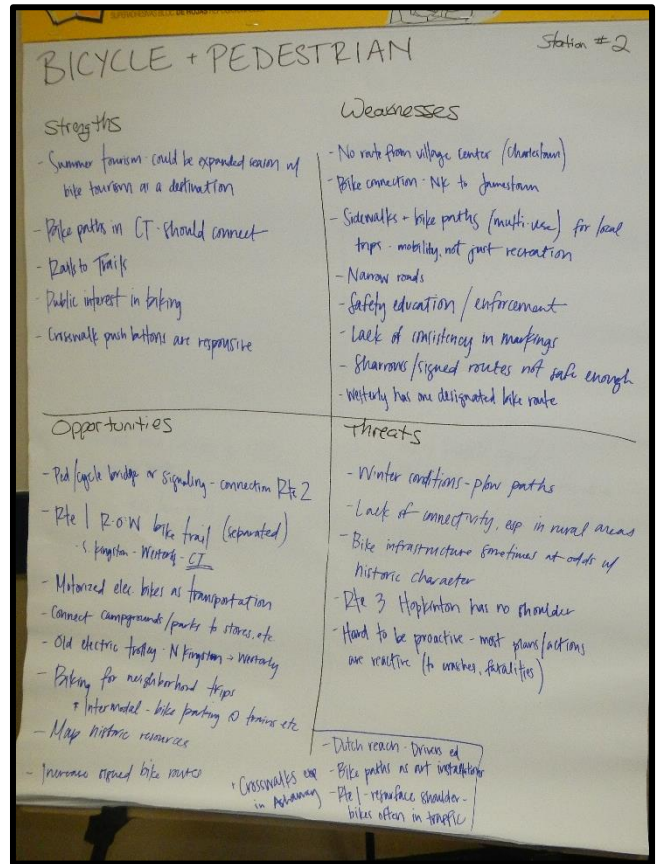 BICYCLE + PEDESTRIAN
Station #2
Strengths
- Summer tourism - could be expanded season w/
bike tourism as a destination
- Bike paths in CT - should connect
- Rails to Trails
- Public interest in biking
- Crosswalk push buttons are responsive
Weaknesses
- No route from village center (Charlestown)
- Bike connection - NK to Jamestown
- Sidewalks + bike paths (multi-use) for local
trips - mobility, not just recreation
- Narrow roads
- Safety education / enforcement
- Lack of consistency in markings
- Sharrows/signed routes not safe enough
- Westerly has one designated bike route
Opportunities
- Ped/cycle bridge or signaling - connection Rte 2
- Rte 1 R.O.W bike trail (separated)
S. Kingston - Westerly - CT
- Motorized elec. bikes as transportation
- Connect campgrounds/parks to stores, etc
- Old electric trolley - N Kingston → Westerly
- Biking for neighborhood trips
* Intermodal - bike parking @ trains etc
- Map historic resources
- Increase signed bike routes
* Crosswalks esp
in Ashaway
Threats
- Winter conditions - plow paths
- Lack of connectivity, esp in rural areas
- Bike infrastructure sometimes at odds w/
historic character
- Rte 3 Hopkinton has no shoulder
- Hard to be proactive - most plans/actions
are reactive (to crashes, fatalities)
- Dutch reach - Drivers ed
- Bike paths as art installations
- Rte 1 - resurface shoulder -
bikes often in traffic